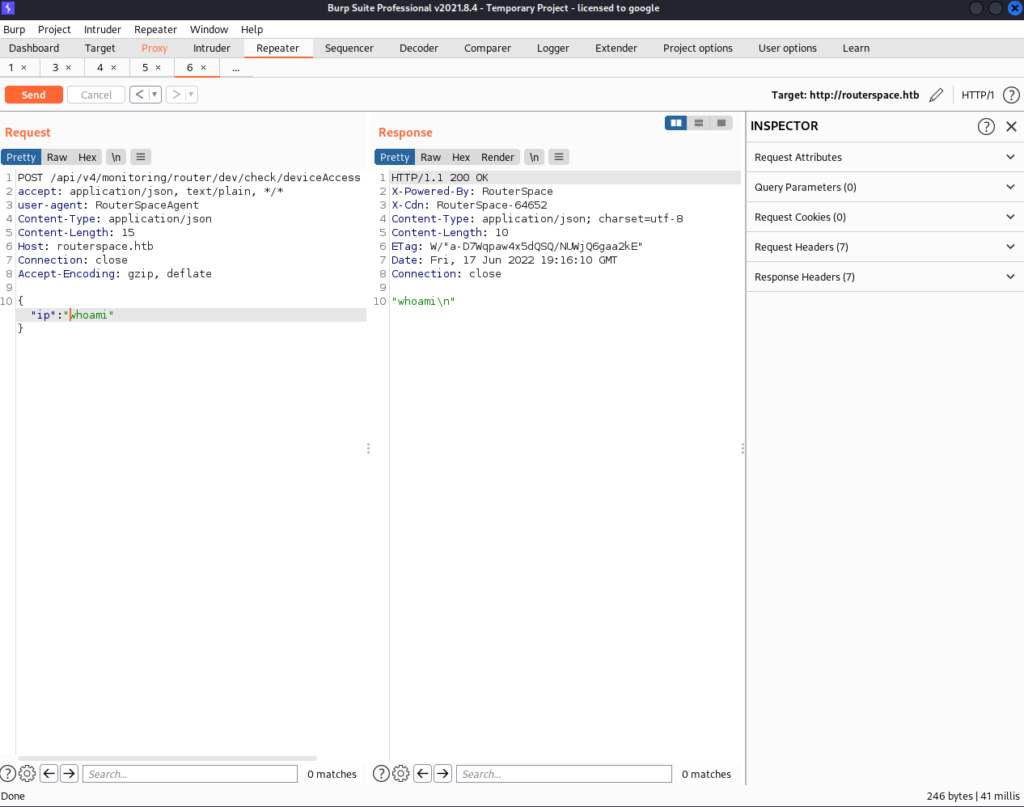 Burp Suite Professional v2021.8.4 - Temporary Project - licensed to google
Burp Project Intruder Repeater Window Help
Dashboard Target Proxy Intruder Repeater Sequencer Decoder Comparer Logger Extender Project options User options Learn
1 × 3 × 4 × 5 × 6 × ...
Send Cancel < ▾ > ▾ Target: http://routerspace.htb HTTP/1 ?
Request
Pretty Raw Hex \n ≡
1 POST /api/v4/monitoring/router/dev/check/deviceAccess
2 accept: application/json, text/plain, */*
3 user-agent: RouterSpaceAgent
4 Content-Type: application/json
5 Content-Length: 15
6 Host: routerspace.htb
7 Connection: close
8 Accept-Encoding: gzip, deflate
9
10 {
"ip":"whoami"
}
? Search... 0 matches
Response
Pretty Raw Hex Render \n ≡
1 HTTP/1.1 200 OK
2 X-Powered-By: RouterSpace
3 X-Cdn: RouterSpace-64652
4 Content-Type: application/json; charset=utf-8
5 Content-Length: 10
6 ETag: W/"a-D7Wqpaw4x5dQSQ/NUWjQ6gaa2kE"
7 Date: Fri, 17 Jun 2022 19:16:10 GMT
8 Connection: close
9
10 "whoami\n"
? Search... 0 matches
INSPECTOR ?
Request Attributes
Query Parameters (0)
Request Cookies (0)
Request Headers (7)
Response Headers (7)
Done 246 bytes | 41 millis